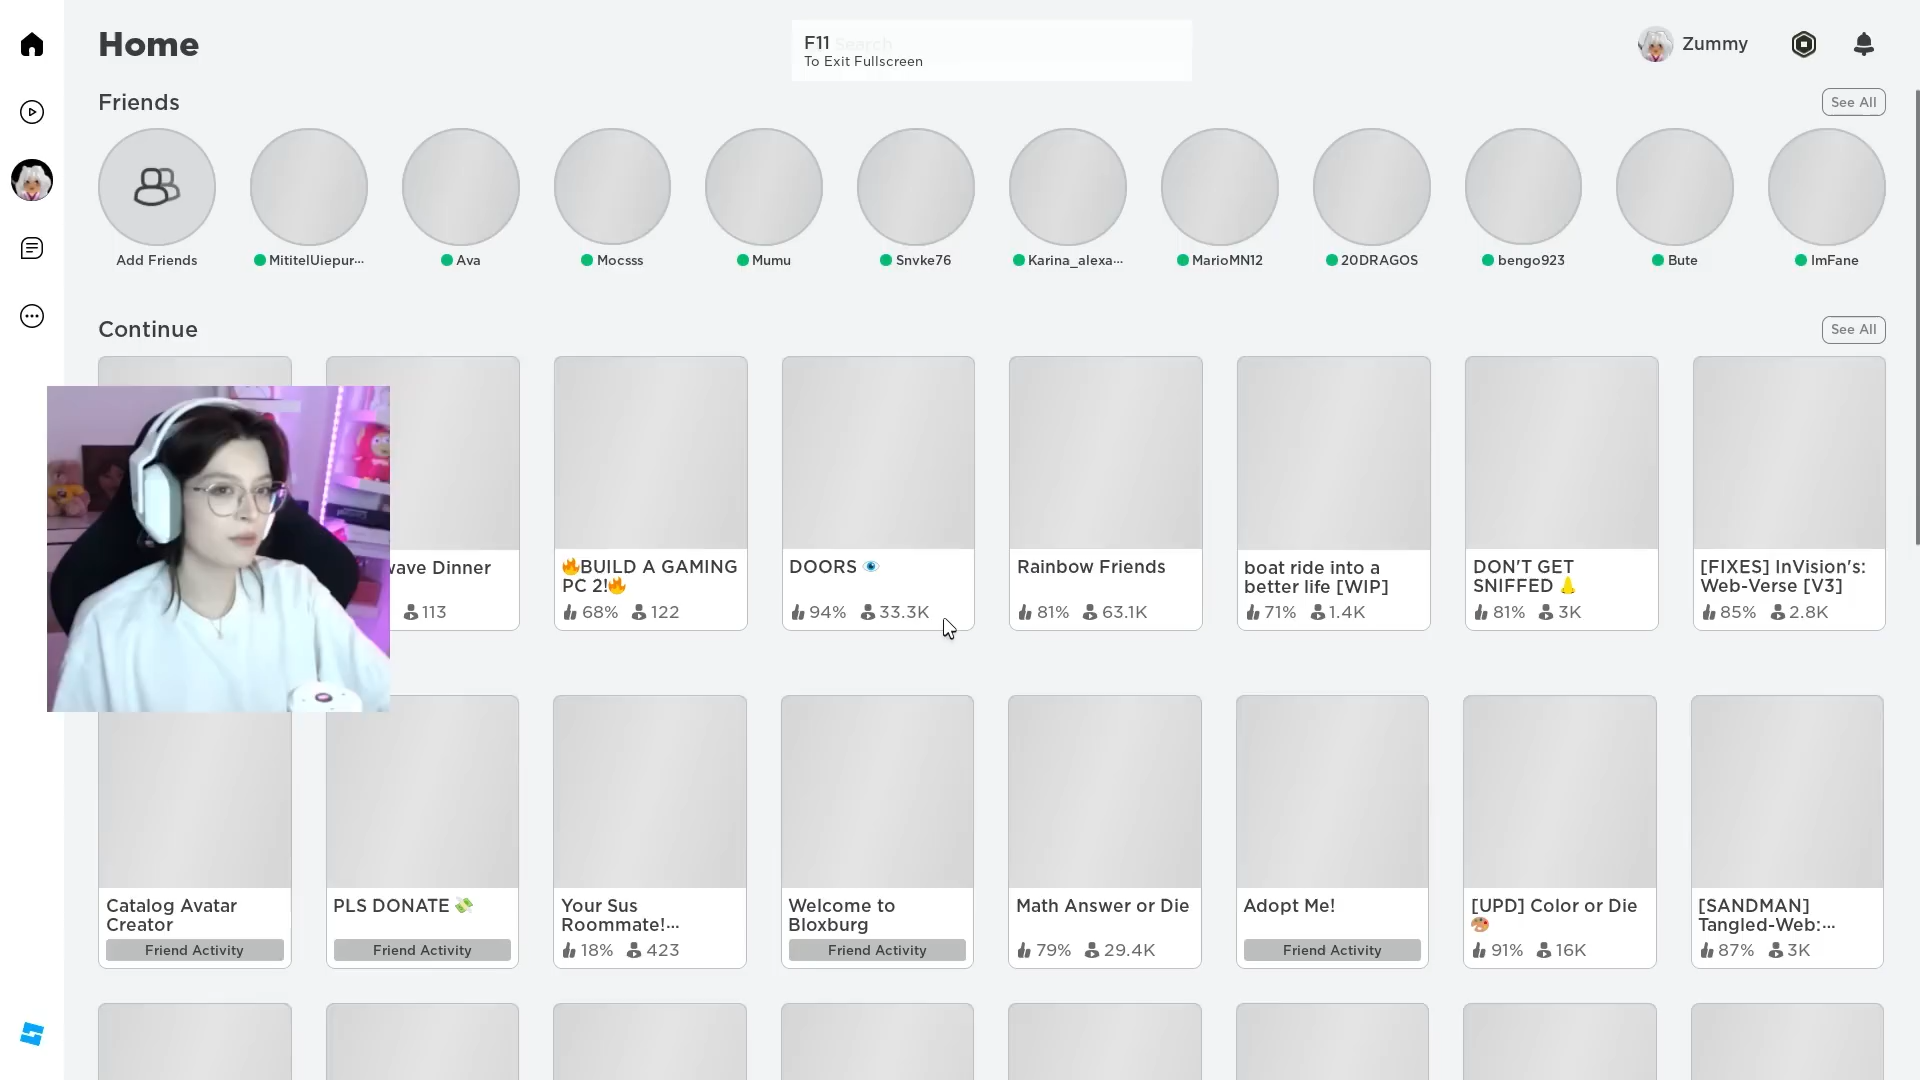 Home
F11
Search
To Exit Fullscreen
Zummy
Friends
See All
Add Friends
MititelUiepur...
Ava
Mocsss
Mumu
Snvke76
Karina_alexa...
MarioMN12
20DRAGOS
bengo923
Bute
ImFane
Continue
See All
wave Dinner
113
🔥BUILD A GAMING
PC 2!🔥
68% 122
DOORS 👁️
94% 33.3K
Rainbow Friends
81% 63.1K
boat ride into a
better life [WIP]
71% 1.4K
DON'T GET
SNIFFED 👃
81% 3K
[FIXES] InVision's:
Web-Verse [V3]
85% 2.8K
Catalog Avatar
Creator
Friend Activity
PLS DONATE 💸
Friend Activity
Your Sus
Roommate!...
18% 423
Welcome to
Bloxburg
Friend Activity
Math Answer or Die
79% 29.4K
Adopt Me!
Friend Activity
[UPD] Color or Die
🎨
91% 16K
[SANDMAN]
Tangled-Web:...
87% 3K